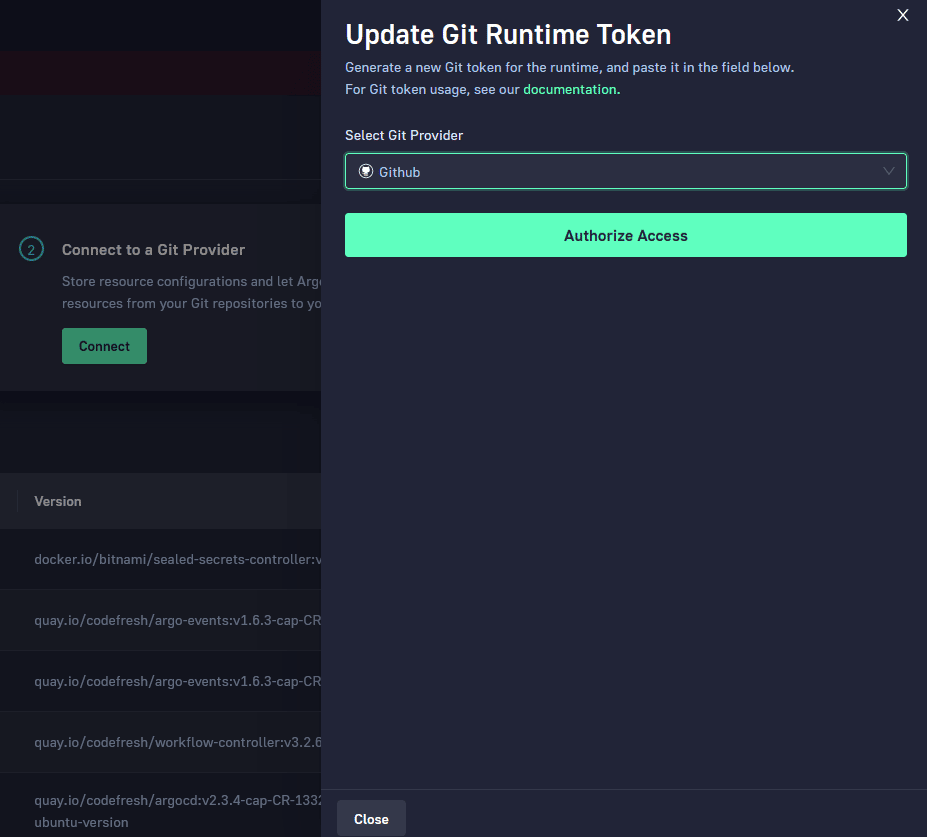 X
Update Git Runtime Token
Generate a new Git token for the runtime, and paste it in the field below.
For Git token usage, see our documentation.
Select Git Provider
Github
Authorize Access
2
Connect to a Git Provider
Store resource configurations and let Argo
resources from your Git repositories to yo
Connect
Version
docker.io/bitnami/sealed-secrets-controller:v
quay.io/codefresh/argo-events:v1.6.3-cap-CR
quay.io/codefresh/argo-events:v1.6.3-cap-CR
quay.io/codefresh/workflow-controller:v3.2.6
quay.io/codefresh/argocd:v2.3.4-cap-CR-1332
ubuntu-version
Close